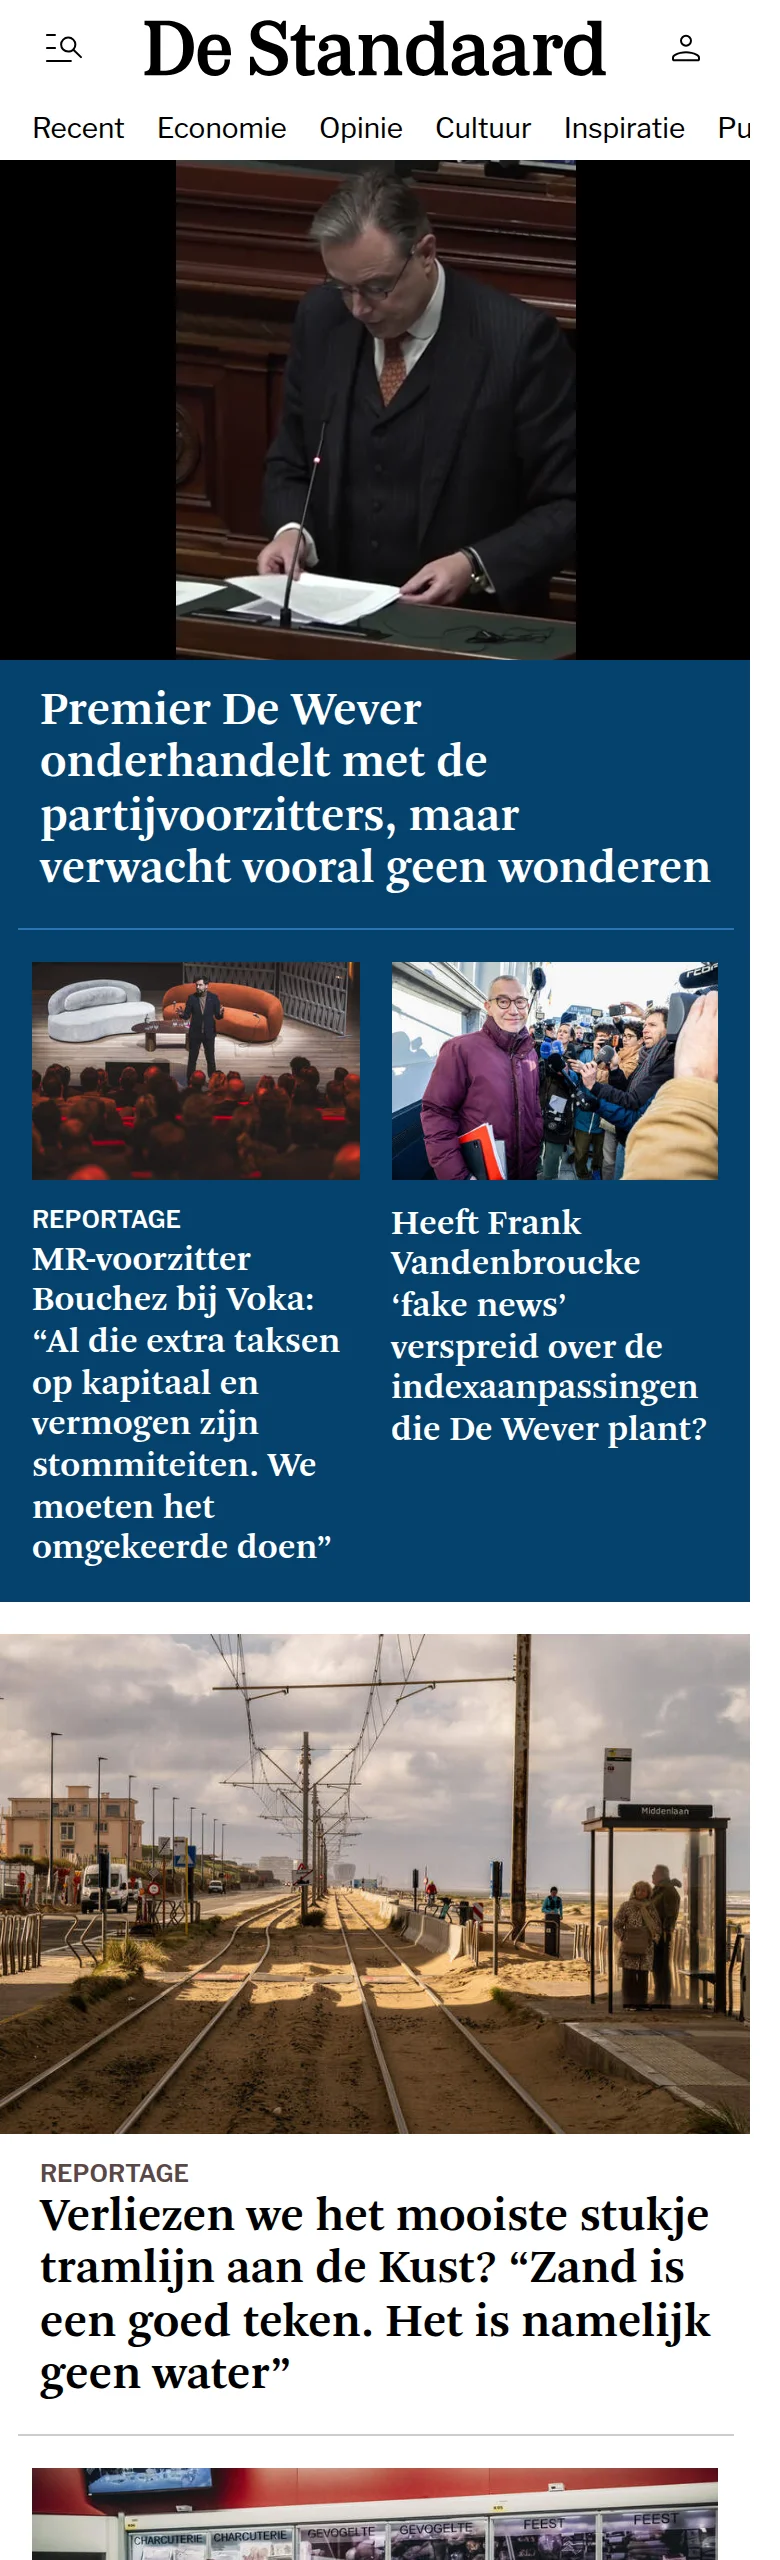 De Standaard
Recent Economie Opinie Cultuur Inspiratie Pu
Premier De Wever
onderhandelt met de
partijvoorzitters, maar
verwacht vooral geen wonderen
REPORTAGE
MR-voorzitter
Bouchez bij Voka:
“Al die extra taksen
op kapitaal en
vermogen zijn
stommiteiten. We
moeten het
omgekeerde doen”
Heeft Frank
Vandenbroucke
‘fake news’
verspreid over de
indexaanpassingen
die De Wever plant?
Middenlaan
REPORTAGE
Verliezen we het mooiste stukje
tramlijn aan de Kust? “Zand is
een goed teken. Het is namelijk
geen water”
CHARCUTERIE CHARCUTERIE GEVOGELTE GEVOGELTE FEEST FEEST